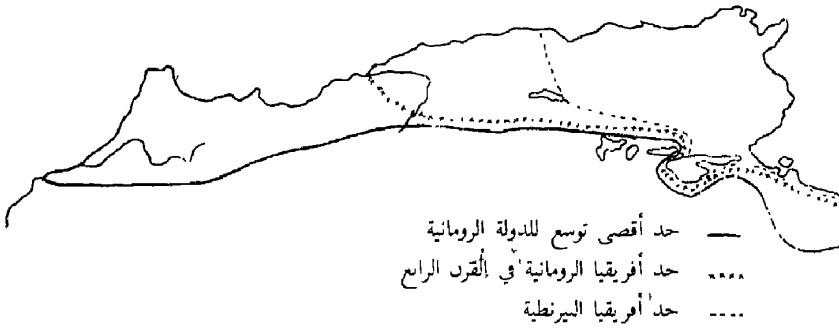 حد أقصى توسع للدولة الرومانية
حد أفريقيا الرومانية في القرن الرابع
حد أفريقيا البيزنطية